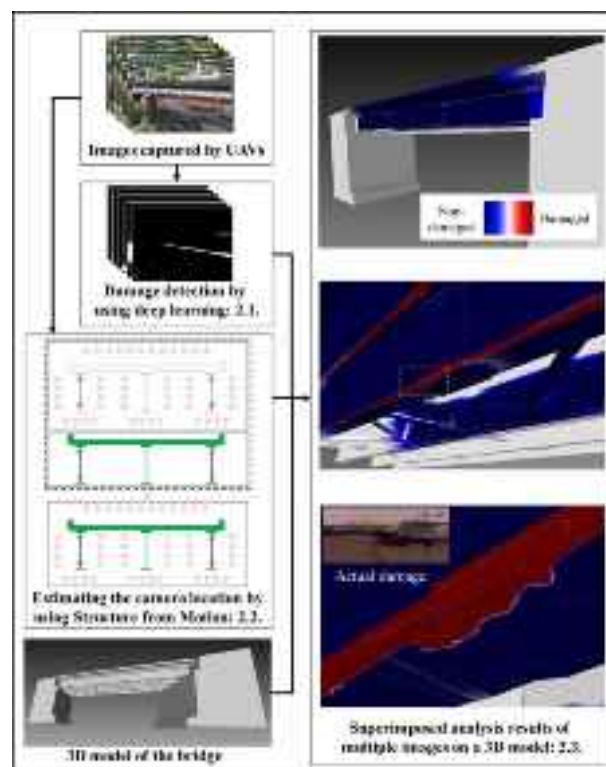 Images captured by UAVs
Damage detection by
using deep learning: 2.1.
Estimating the camera location by
using Structure from Motion: 2.2.
3D model of the bridge
Non-
damaged
Damaged
Actual damage
Superimposed analysis results of
multiple images on a 3D model: 2.3.